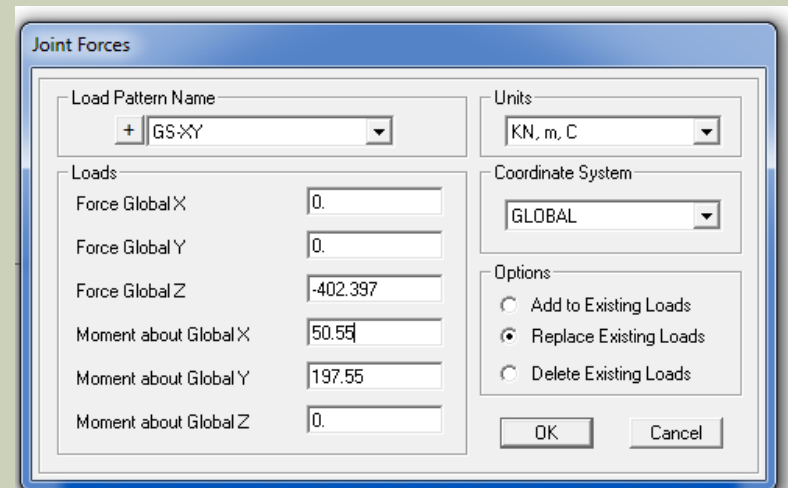 Joint Forces
Load Pattern Name
+ GS-XY
Units
KN, m, C
Loads
Force Global X 0.
Force Global Y 0.
Force Global Z -402.397
Moment about Global X 50.55
Moment about Global Y 197.55
Moment about Global Z 0.
Coordinate System
GLOBAL
Options
Add to Existing Loads
Replace Existing Loads
Delete Existing Loads
OK Cancel